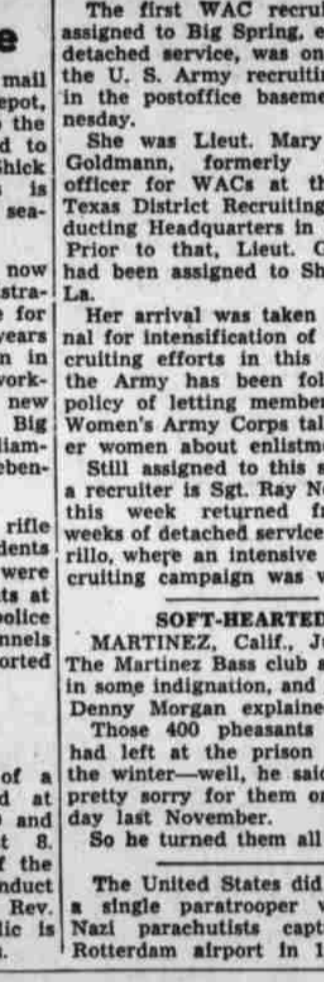 e
mail
epot,
the
d to
Shick
is
sea-
now
stra-
for
years
n in
work-
new
Big
liam-
eben-
rifle
dents
were
ts at
police
nnels
orted
of a
d at
and
t 8.
f the
nduct
Rev.
lic is
The first WAC recrui
assigned to Big Spring, e
detached service, was on
the U. S. Army recruitin
in the postoffice baseme
nesday.
She was Lieut. Mary
Goldmann, formerly
officer for WACs at th
Texas District Recruiting
ducting Headquarters in
Prior to that, Lieut. G
had been assigned to Sh
La.
Her arrival was taken
nal for intensification of
cruiting efforts in this
the Army has been fol
policy of letting member
Women's Army Corps tal
er women about enlistme
Still assigned to this s
a recruiter is Sgt. Ray N
this week returned fr
weeks of detached service
rillo, where an intensive
cruiting campaign was
SOFT-HEARTED
MARTINEZ, Calif., Ju
The Martinez Bass club a
in some indignation, and
Denny Morgan explaine
Those 400 pheasants
had left at the prison
the winter—well, he said
pretty sorry for them on
day last November.
So he turned them all
The United States did
a single paratrooper
Nazi parachutists capt
Rotterdam airport in 1